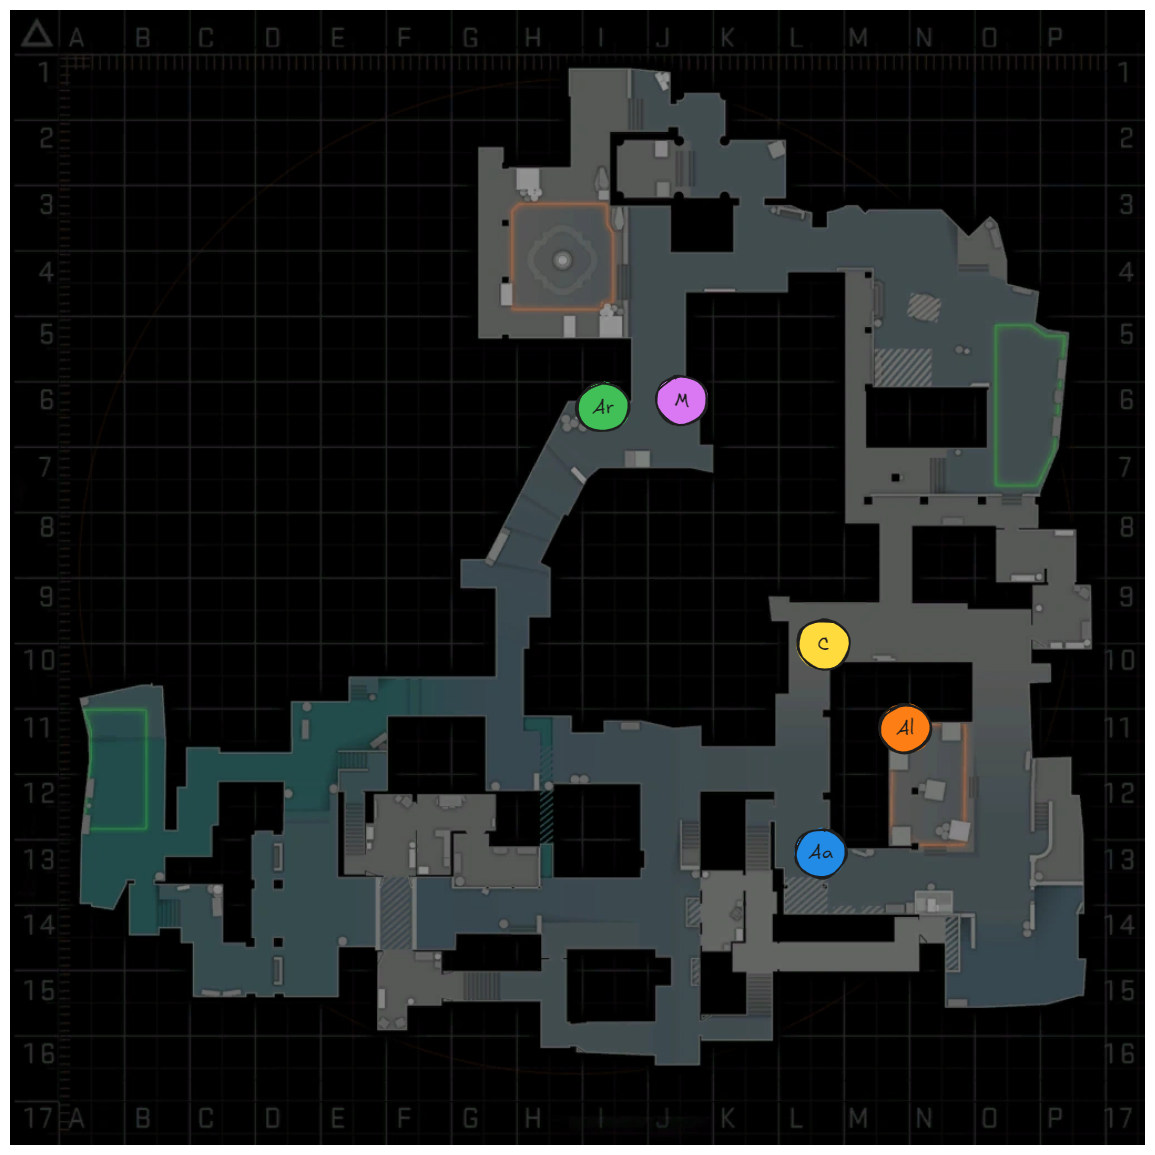 A B C D E F G H I J K L M N O P
1 1
2 2
3 3
4 4
5 5
6 Ar M 6
7 7
8 8
9 9
10 C 10
11 Al 11
12 12
13 Aa 13
14 14
15 15
16 16
17 A B C D E F G H I J K L M N O P 17